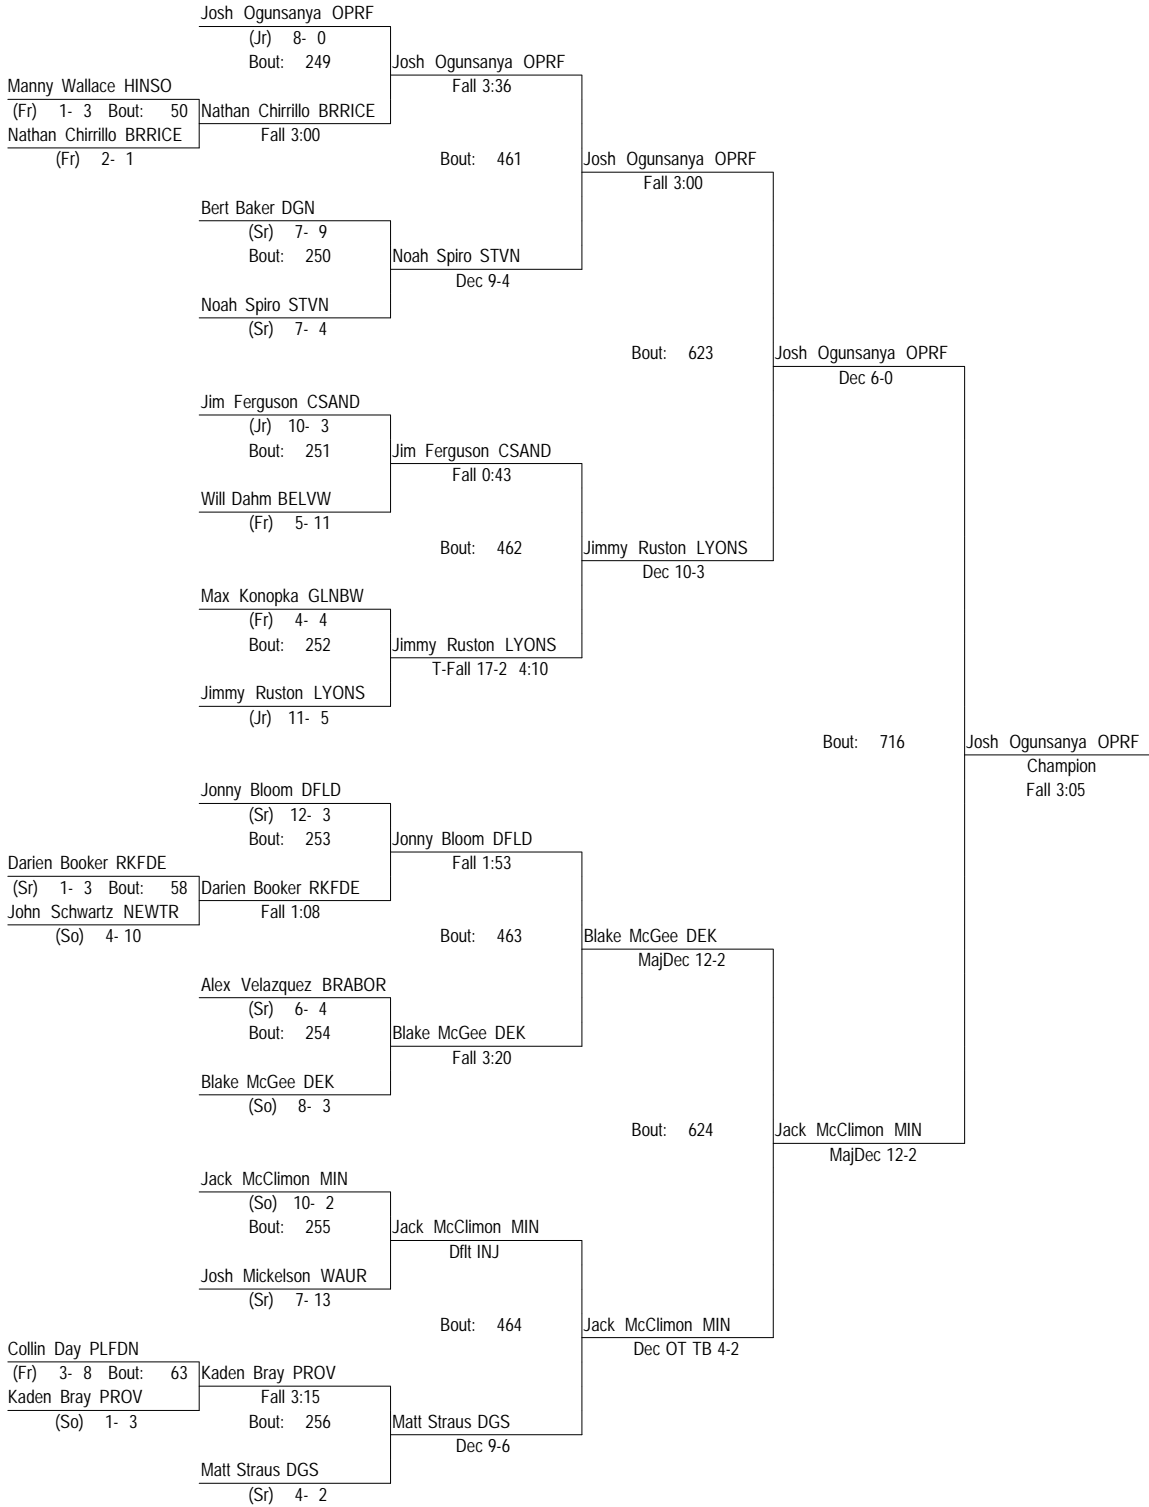 Josh Ogunsanya OPRF
(Jr) 8- 0
Bout: 249
Josh Ogunsanya OPRF
Fall 3:36
Manny Wallace HINSO
(Fr) 1- 3 Bout: 50
Nathan Chirrillo BRRICE
Nathan Chirrillo BRRICE
Fall 3:00
(Fr) 2- 1
Bout: 461
Josh Ogunsanya OPRF
Fall 3:00
Bert Baker DGN
(Sr) 7- 9
Bout: 250
Noah Spiro STVN
Dec 9-4
Noah Spiro STVN
(Sr) 7- 4
Bout: 623
Josh Ogunsanya OPRF
Dec 6-0
Jim Ferguson CSAND
(Jr) 10- 3
Bout: 251
Jim Ferguson CSAND
Fall 0:43
Will Dahm BELVW
(Fr) 5- 11
Bout: 462
Jimmy Ruston LYONS
Dec 10-3
Max Konopka GLNBW
(Fr) 4- 4
Bout: 252
Jimmy Ruston LYONS
T-Fall 17-2 4:10
Jimmy Ruston LYONS
(Jr) 11- 5
Bout: 716
Josh Ogunsanya OPRF
Champion
Fall 3:05
Jonny Bloom DFLD
(Sr) 12- 3
Bout: 253
Jonny Bloom DFLD
Fall 1:53
Darien Booker RKFDE
(Sr) 1- 3 Bout: 58
Darien Booker RKFDE
John Schwartz NEWTR
Fall 1:08
(So) 4- 10
Bout: 463
Blake McGee DEK
MajDec 12-2
Alex Velazquez BRABOR
(Sr) 6- 4
Bout: 254
Blake McGee DEK
Fall 3:20
Blake McGee DEK
(So) 8- 3
Bout: 624
Jack McClimon MIN
MajDec 12-2
Jack McClimon MIN
(So) 10- 2
Bout: 255
Jack McClimon MIN
Dflt INJ
Josh Mickelson WAUR
(Sr) 7- 13
Bout: 464
Jack McClimon MIN
Dec OT TB 4-2
Collin Day PLFDN
(Fr) 3- 8 Bout: 63
Kaden Bray PROV
Kaden Bray PROV
Fall 3:15
(So) 1- 3
Bout: 256
Matt Straus DGS
Dec 9-6
Matt Straus DGS
(Sr) 4- 2